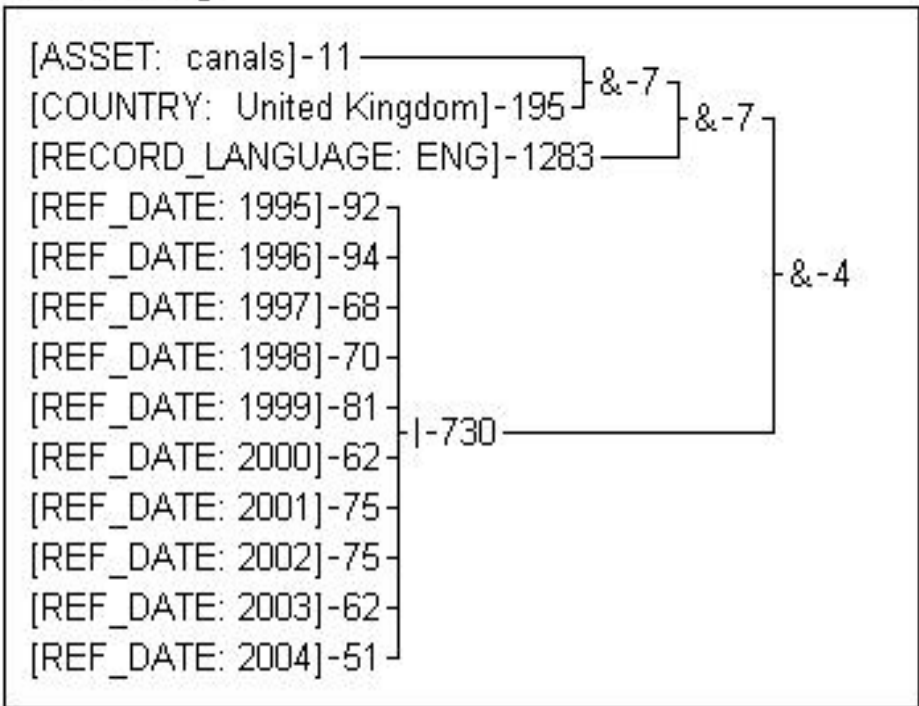 [ASSET: canals]-11
&-7
[COUNTRY: United Kingdom]-195
&-7
[RECORD_LANGUAGE: ENG]-1283
[REF_DATE: 1995]-92
[REF_DATE: 1996]-94
&-4
[REF_DATE: 1997]-68
[REF_DATE: 1998]-70
[REF_DATE: 1999]-81
|-730
[REF_DATE: 2000]-62
[REF_DATE: 2001]-75
[REF_DATE: 2002]-75
[REF_DATE: 2003]-62
[REF_DATE: 2004]-51